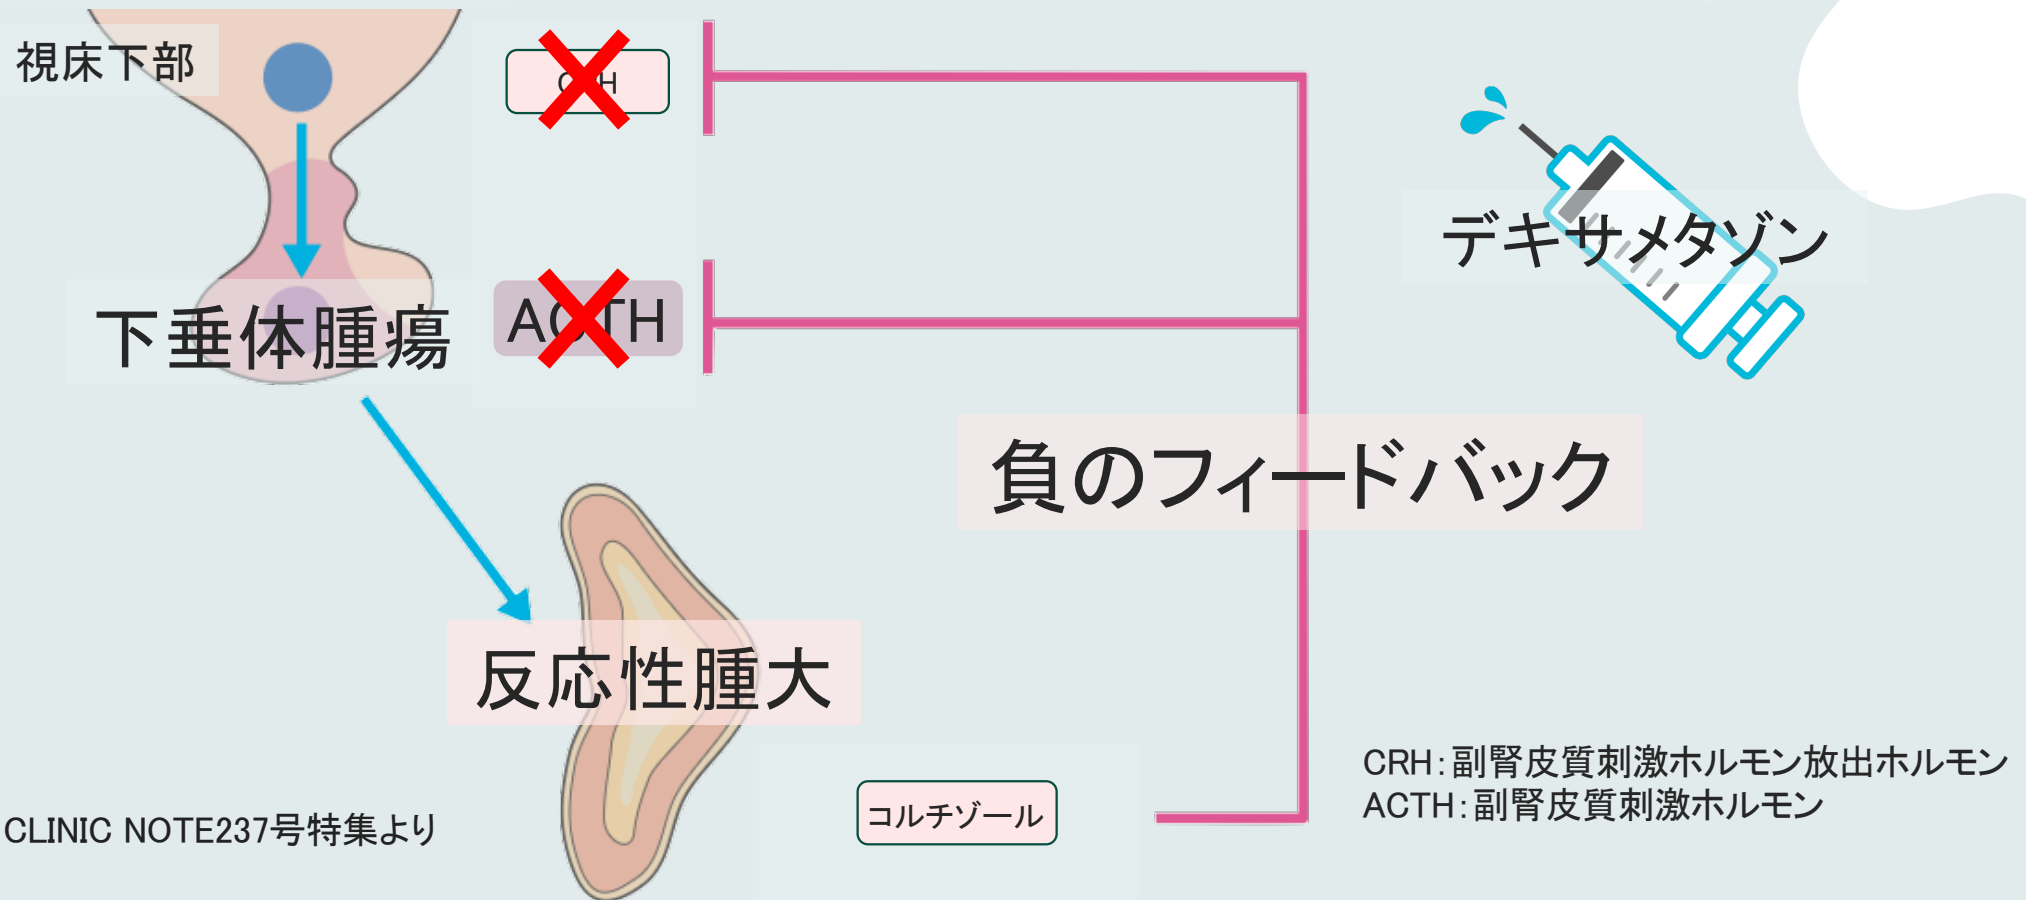 視床下部
CRH
下垂体腫瘍
ACTH
デキサメタゾン
負のフィードバック
反応性腫大
コルチゾール
CRH：副腎皮質刺激ホルモン放出ホルモン
ACTH：副腎皮質刺激ホルモン
CLINIC NOTE237号特集より